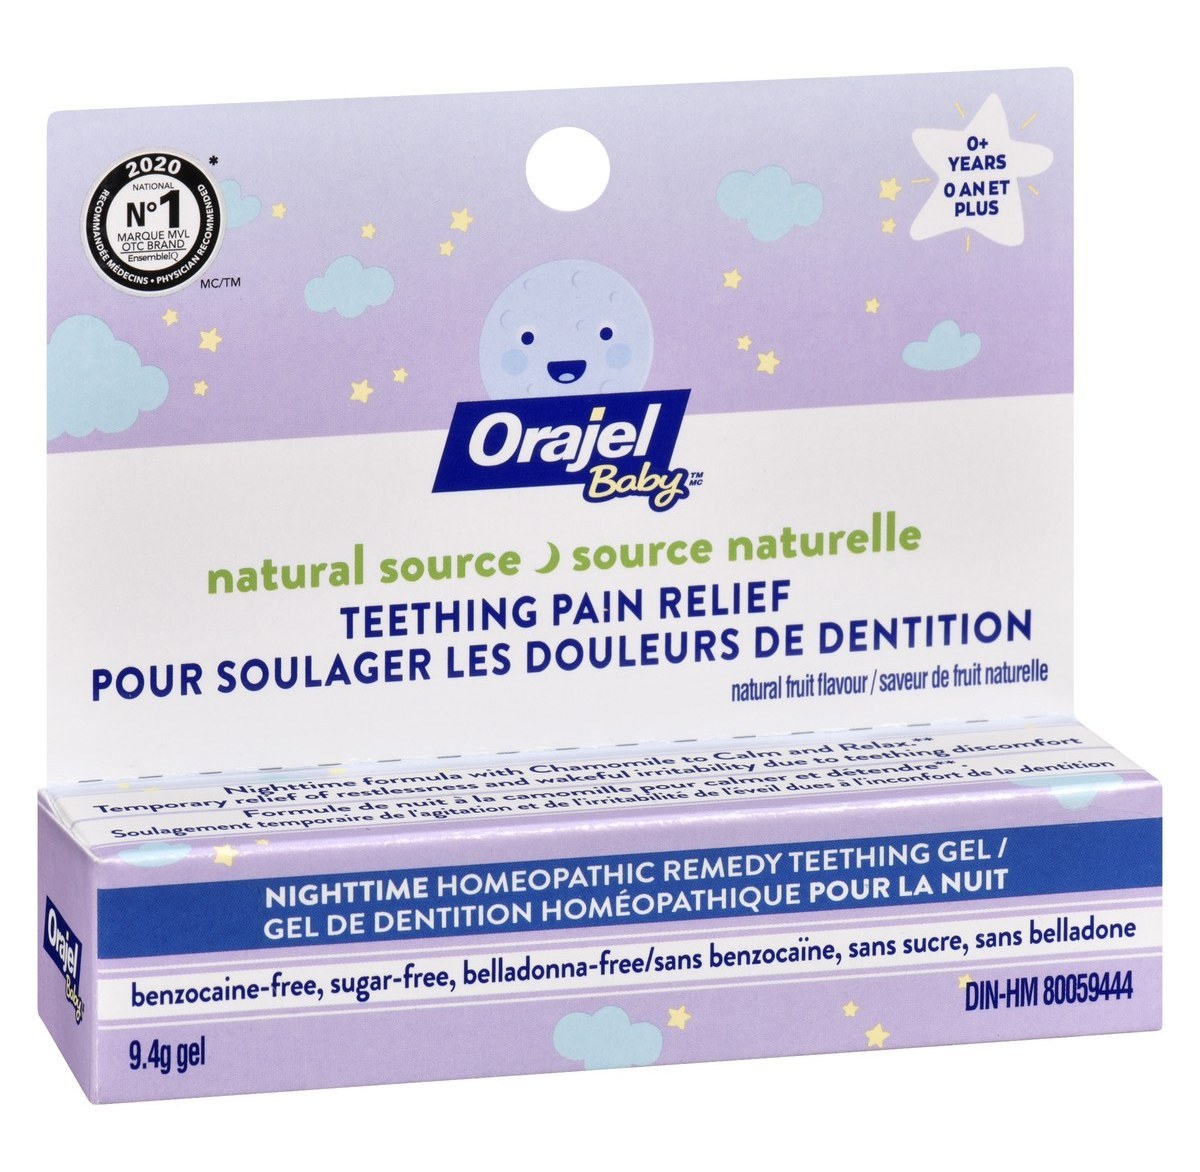 2020
*
NATIONAL
N°1
MARQUE MVL
OTC BRAND
EnsembleIQ
RECOMMANDÉE MÉDECINS • PHYSICIAN RECOMMENDED
MC/TM
0+
YEARS
0 AN ET
PLUS
Orajel
Baby TM
MC
natural source source naturelle
TEETHING PAIN RELIEF
POUR SOULAGER LES DOULEURS DE DENTITION
natural fruit flavour / saveur de fruit naturelle
Nighttime formula with Chamomile to Calm and Relax.**
Temporary relief of restlessness and wakeful irritability due to teething discomfort
Formule de nuit à la camomille pour calmer et détendre**.
Soulagement temporaire de l'agitation et de l'irritabilité de l'éveil dues à l'inconfort de la dentition
NIGHTTIME HOMEOPATHIC REMEDY TEETHING GEL /
GEL DE DENTITION HOMÉOPATHIQUE POUR LA NUIT
benzocaine-free, sugar-free, belladonna-free/sans benzocaïne, sans sucre, sans belladone
DIN-HM 80059444
9.4g gel
Orajel
Baby